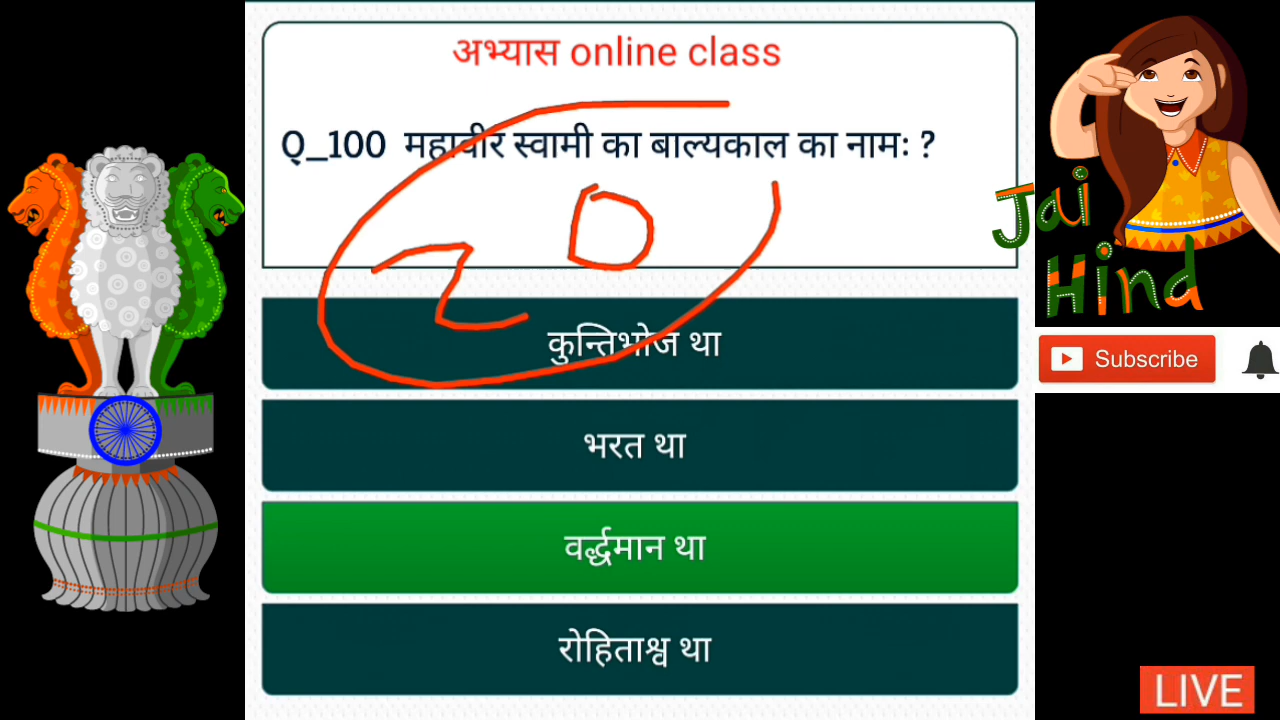 अभ्यास online class
Q_100 महावीर स्वामी का बाल्यकाल का नामः ?
Jai
Hind
कुन्तिभोज था
Subscribe
भरत था
वर्द्धमान था
रोहिताश्व था
LIVE